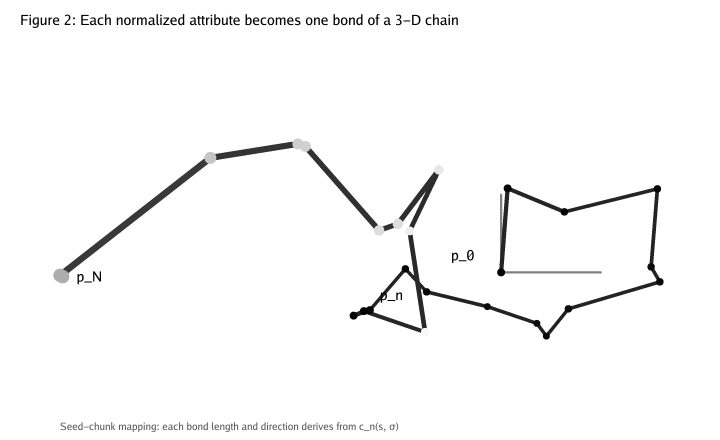 Figure 2: Each normalized attribute becomes one bond of a 3–D chain
p_0
p_N
p_n
Seed–chunk mapping: each bond length and direction derives from c_n(s, σ)